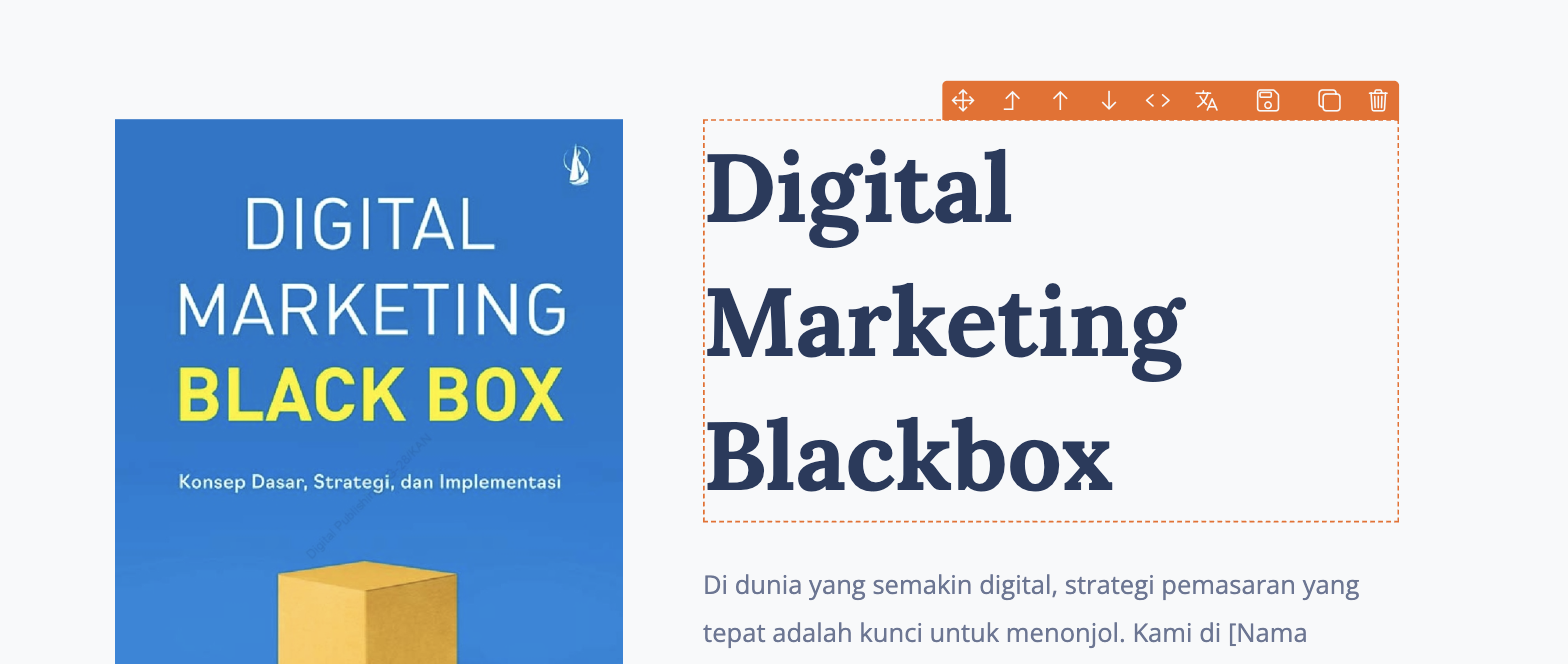 DIGITAL
MARKETING
BLACK BOX
Konsep Dasar, Strategi, dan Implementasi
Digital
Marketing
Blackbox
Di dunia yang semakin digital, strategi pemasaran yang
tepat adalah kunci untuk menonjol. Kami di [Nama